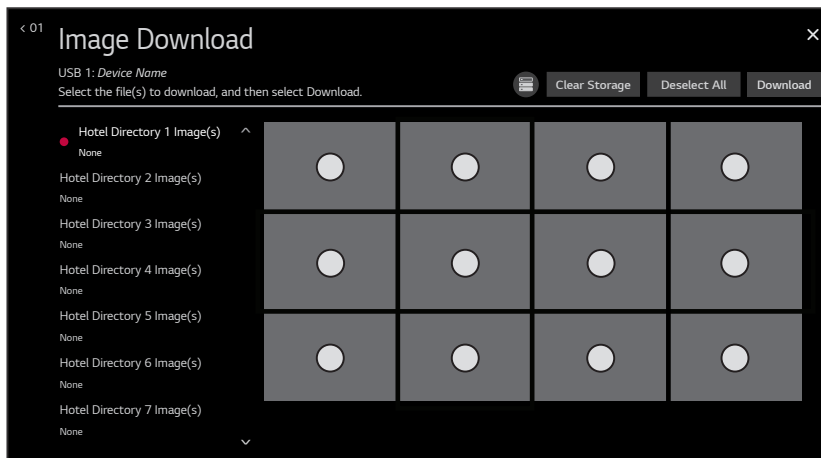 < 01
Image Download
USB 1: Device Name
Select the file(s) to download, and then select Download.
Clear Storage
Deselect All
Download
Hotel Directory 1 Image(s)
None
Hotel Directory 2 Image(s)
None
Hotel Directory 3 Image(s)
None
Hotel Directory 4 Image(s)
None
Hotel Directory 5 Image(s)
None
Hotel Directory 6 Image(s)
None
Hotel Directory 7 Image(s)
None